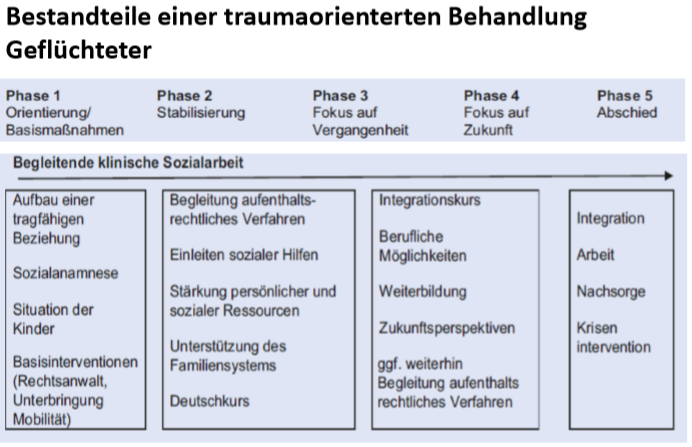 Bestandteile einer traumaorienterten Behandlung
Geflüchteter
Phase 1
Orientierung/
Basismaßnahmen
Phase 2
Stabilisierung
Phase 3
Fokus auf
Vergangenheit
Phase 4
Fokus auf
Zukunft
Phase 5
Abschied
Begleitende klinische Sozialarbeit
Aufbau einer
tragfähigen
Beziehung
Sozialanamnese
Situation der
Kinder
Basisinterventionen
(Rechtsanwalt,
Unterbringung
Mobilität)
Begleitung aufenthalts-
rechtliches Verfahren
Einleiten sozialer Hilfen
Stärkung persönlicher und
sozialer Ressourcen
Unterstützung des
Familiensystems
Deutschkurs
Integrationskurs
Berufliche
Möglichkeiten
Weiterbildung
Zukunftsperspektiven
ggf. weiterhin
Begleitung aufenthalts
rechtliches Verfahren
Integration
Arbeit
Nachsorge
Krisen
intervention